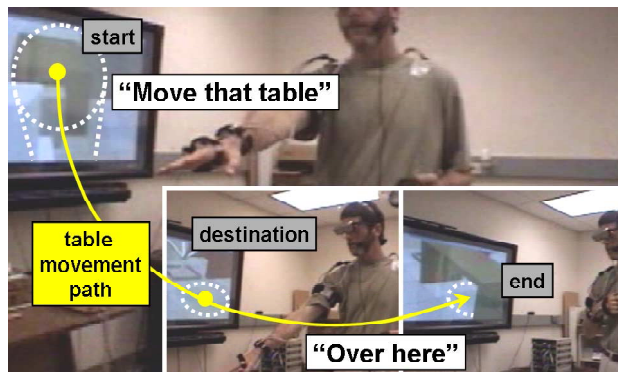 start
“Move that table”
destination
table
movement
path
end
“Over here”